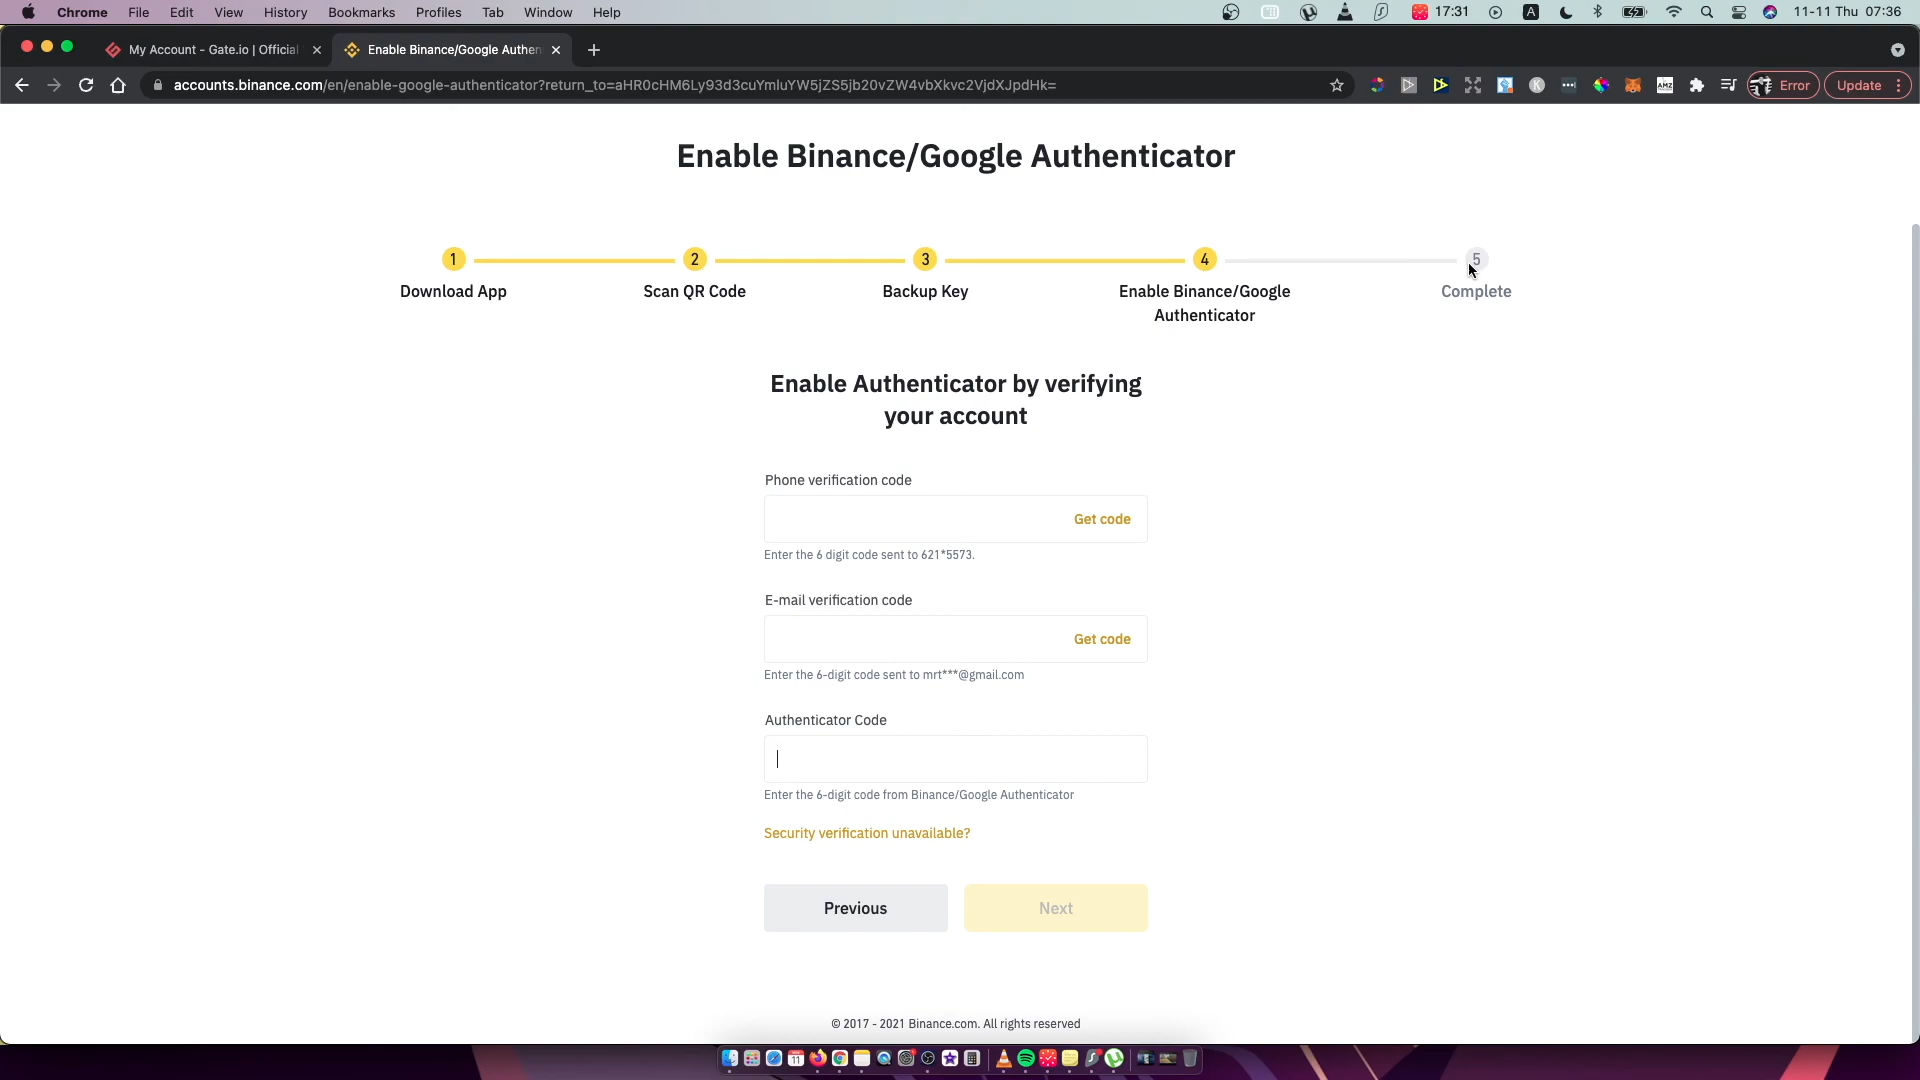 Chrome File Edit View History Bookmarks Profiles Tab Window Help 17:31 A 11-11 Thu 07:36
My Account - Gate.io | Official Enable Binance/Google Authen
accounts.binance.com/en/enable-google-authenticator?return_to=aHR0cHM6Ly93d3cuYmluYW5jZS5jb20vZW4vbXkvc2VjdXJpdHk= K AMZ Error Update
Enable Binance/Google Authenticator
1 2 3 4 5
Download App Scan QR Code Backup Key Enable Binance/Google Complete
Authenticator
Enable Authenticator by verifying
your account
Phone verification code
Get code
Enter the 6 digit code sent to 621*5573.
E-mail verification code
Get code
Enter the 6-digit code sent to mrt***@gmail.com
Authenticator Code
Enter the 6-digit code from Binance/Google Authenticator
Security verification unavailable?
Previous Next
© 2017 - 2021 Binance.com. All rights reserved
11